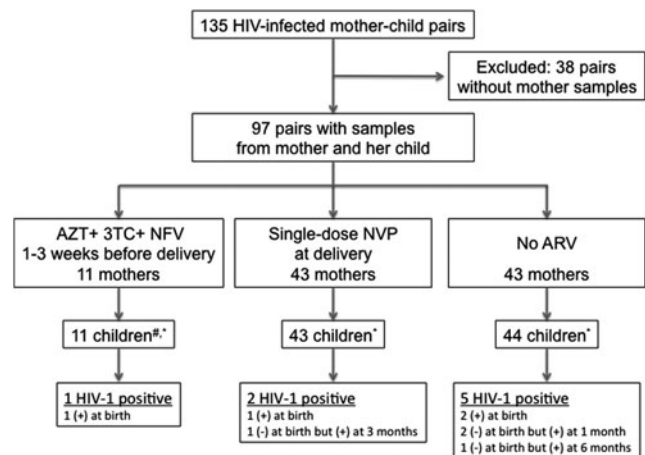 135 HIV-infected mother-child pairs
Excluded: 38 pairs
without mother samples
97 pairs with samples
from mother and her child
AZT+ 3TC+ NFV
1-3 weeks before delivery
11 mothers
Single-dose NVP
at delivery
43 mothers
No ARV
43 mothers
11 children#,*
43 children*
44 children*
1 HIV-1 positive
1 (+) at birth
2 HIV-1 positive
1 (+) at birth
1 (-) at birth but (+) at 3 months
5 HIV-1 positive
2 (+) at birth
2 (-) at birth but (+) at 1 month
1 (-) at birth but (+) at 6 months